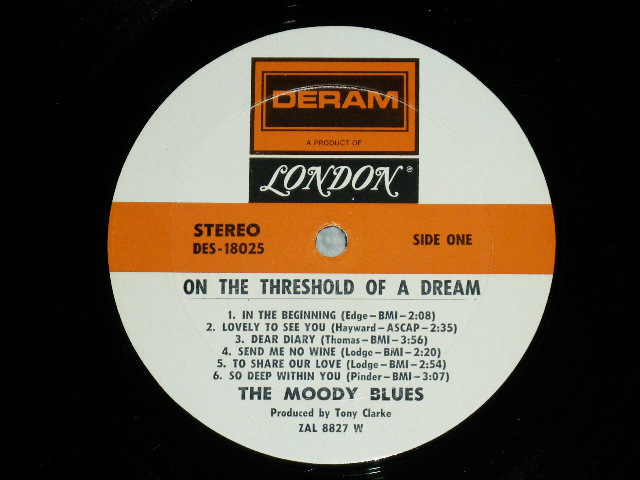 DERAM
A PRODUCT OF
LONDON®
STEREO
DES-18025
SIDE ONE
ON THE THRESHOLD OF A DREAM
1. IN THE BEGINNING (Edge—BMI—2:08)
2. LOVELY TO SEE YOU (Hayward—ASCAP—2:35)
3. DEAR DIARY (Thomas—BMI—3:56)
4. SEND ME NO WINE (Lodge—BMI—2:20)
5. TO SHARE OUR LOVE (Lodge—BMI—2:54)
6. SO DEEP WITHIN YOU (Pinder—BMI—3:07)
THE MOODY BLUES
Produced by Tony Clarke
ZAL 8827 W